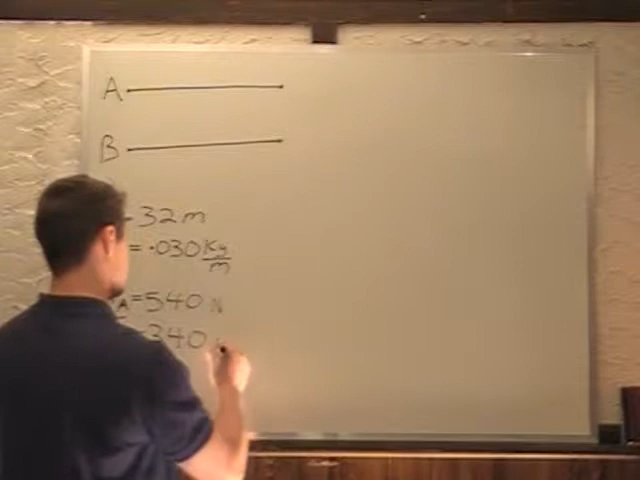 A
B
32m
= .030 Kg/m
A = 540 N
340